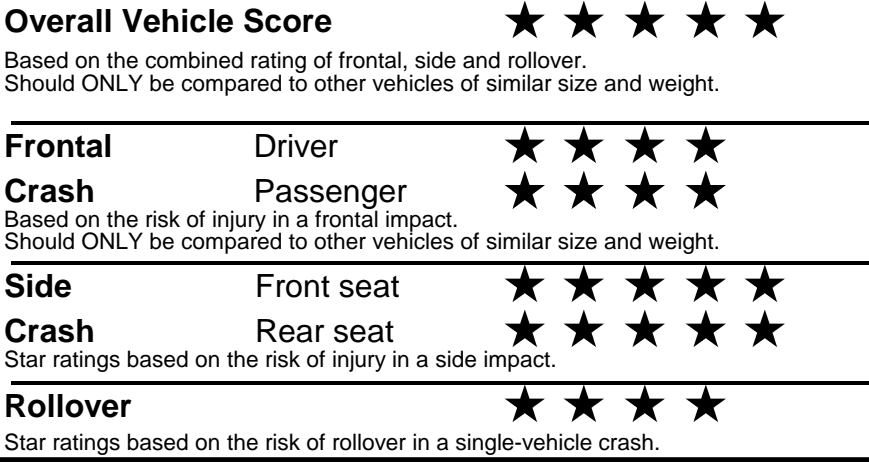 Overall Vehicle Score ★ ★ ★ ★ ★
Based on the combined rating of frontal, side and rollover.
Should ONLY be compared to other vehicles of similar size and weight.
Frontal Driver ★ ★ ★ ★
Crash Passenger ★ ★ ★ ★
Based on the risk of injury in a frontal impact.
Should ONLY be compared to other vehicles of similar size and weight.
Side Front seat ★ ★ ★ ★ ★
Crash Rear seat ★ ★ ★ ★ ★
Star ratings based on the risk of injury in a side impact.
Rollover ★ ★ ★ ★
Star ratings based on the risk of rollover in a single-vehicle crash.